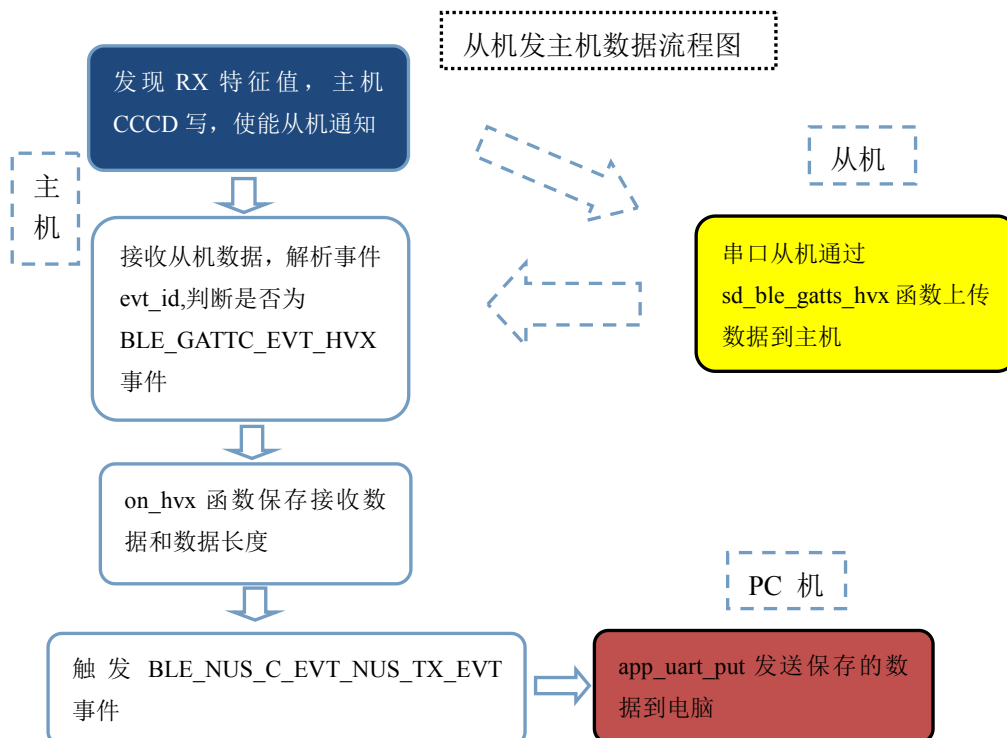 从机发主机数据流程图
发现 RX 特征值，主机
CCCD 写，使能从机通知
主
机
从机
接收从机数据，解析事件
evt_id,判断是否为
BLE_GATTC_EVT_HVX
事件
串口从机通过
sd_ble_gatts_hvx 函数上传
数据到主机
on_hvx 函数保存接收数
据和数据长度
PC 机
触发 BLE_NUS_C_EVT_NUS_TX_EVT
事件
app_uart_put 发送保存的数
据到电脑